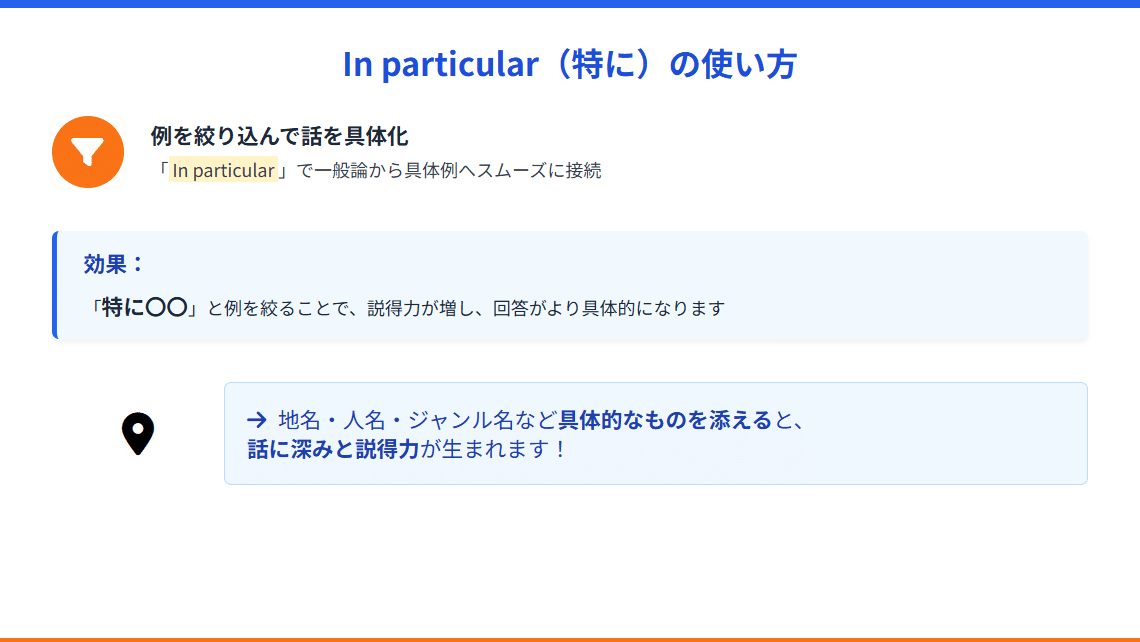 In particular（特に）の使い方
例を絞り込んで話を具体化
「In particular」で一般論から具体例へスムーズに接続
効果：
「特に〇〇」と例を絞ることで、説得力が増し、回答がより具体的になります
→ 地名・人名・ジャンル名など具体的なものを添えると、
話に深みと説得力が生まれます！